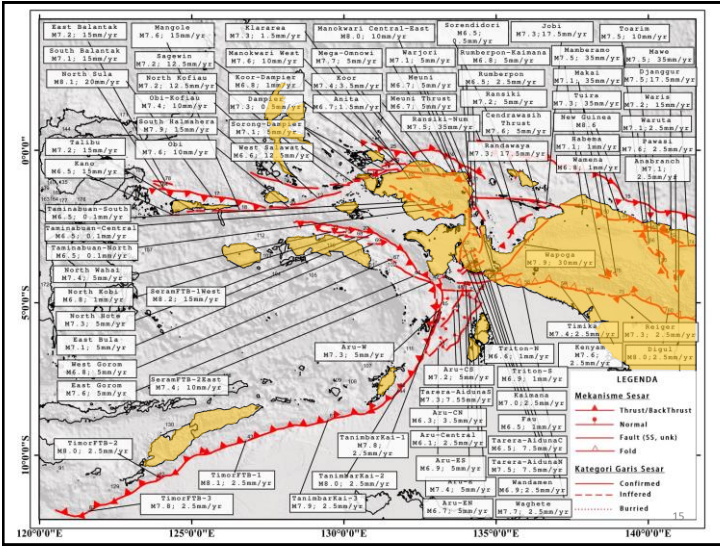 East Balantak
M7.2; 15mm/yr
Mangole
M7.6; 15mm/yr
Klararea
M7.3; 1.5mm/yr
Manokwari Central-East
M8.0; 10mm/yr
Sorendidori
M6.5;
5mm/yr
Jobi
M7.3;17.5mm/yr
Toarim
M7.5; 10mm/yr
South Balantak
M7.1; 15mm/yr
Sagewin
M7.2; 12.5mm/yr
Manokwari West
M7.6; 10mm/yr
Mega-Omnowi
M7.7; 5mm/yr
Warjori
M7.1; 5mm/yr
Rumberpon-Kaimana
M6.8; 5mm/yr
Mamberamo
M7.5; 35mm/yr
Mawe
M7.5; 35mm/yr
North Sula
M8.1; 20mm/yr
North Kofiau
M7.2; 12.5mm/yr
Koor-Dampier
M6.8; 1mm/yr
Koor
M7.4;3.5mm/yr
Meuni
M6.7; 5mm/yr
Rumberpon
M6.5; 2.5mm/yr
Makai
M7.1; 35mm/yr
Djanggur
M7.5;17.5mm/yr
Obi-Kofiau
M7.4; 10mm/yr
Dampier
Anita
M6.7;1.5mm/yr
Meuni Thrust
M6.7; 5mm/yr
Ransiki
M7.2; 5mm/yr
Tuira
M7.3; 35mm/yr
Waris
M7.2; 15mm/yr
South Halmahera
M7.9; 15mm/yr
Sorong-Dampier
M7.1; 5mm/yr
Ransiki-Num
M7.5; 35mm/yr
Cendrawasih
Thrust
M7.6; 5mm/yr
New Guinea
M8.6
Waruta
M7.1;2.5mm/yr
Talibu
M7.2; 15mm/yr
Obi
M7.6; 10mm/yr
West Salawati
M6.6; 12.5mm/yr
Randawaya
M7.3; 17.5mm/yr
Kabema
M7.1; 1mm/yr
Pawasi
M7.6; 2.5mm/yr
Kano
M6.5; 15mm/yr
Wamena
M6.8; 1mm/yr
Anabranch
M7.1;
2.5mm/yr
Taminabuan-South
M6.5; 0.1mm/yr
Taminabuan-Central
M6.5; 0.1mm/yr
Taminabuan-North
M6.5; 0.1mm/yr
Wapoga
M7.9; 30mm/yr
North Wahai
M7.4; 5mm/yr
North Kobi
M6.8; 1mm/yr
SeramFTB-1West
M8.2; 15mm/yr
North Bote
M7.3; 5mm/yr
East Bula
M7.1; 5mm/yr
Aru-W
M7.3; 5mm/yr
Triton-N
M6.6; 1mm/yr
Timika
M7.4;2.5mm/yr
Reiger
M7.3; 2.5mm/yr
West Gorom
M6.8; 5mm/yr
Kenyam
M7.6;
2.5mm/yr
Digul
M8.0;2.5mm/yr
East Gorom
M7.6; 5mm/yr
SeramFTB-2East
M7.4; 10mm/yr
Aru-CS
M7.2; 5mm/yr
Triton-S
M6.9; 1mm/yr
Tarera-AidunaS
M7.3;7.55mm/yr
Kaimana
M7.0;2.5mm/yr
Aru-CN
M6.3; 3.5mm/yr
Fau
M6.5; 1mm/yr
TimorFTB-2
M8.0; 2.5mm/yr
TanimbarKai-1
M7.8;
2.5mm/yr
Aru-Central
M6.1; 2.5mm/yr
Tarera-AidunaC
M6.5; 7.5mm/yr
TimorFTB-1
M8.1; 2.5mm/yr
TanimWarKai-2
M8.0; 2.5mm/yr
Aru-ES
M6.9; 5mm/yr
Tarera-AidunaN
M7.5; 7.5mm/yr
TimorFTB-3
M7.8; 2.5mm/yr
TanimbarKai-3
M7.9; 2.5mm/yr
M7.4; 5mm/yr
Aru-EN
M6.7; 5mm/yr
Wandamen
M6.9;2.5mm/yr
Waghete
M7.7; 2.5mm/yr
LEGENDA
Mekanisme Sesar
Thrust/BackThrust
Normal
Fault (SS, unk)
Fold
Kategori Garis Sesar
Confirmed
Inffered
Burried
15
0°0'0"
5°0'0"S
10°0'0"S
120°0'0"E
125°0'0"E
130°0'0"E
135°0'0"E
140°0'0"E